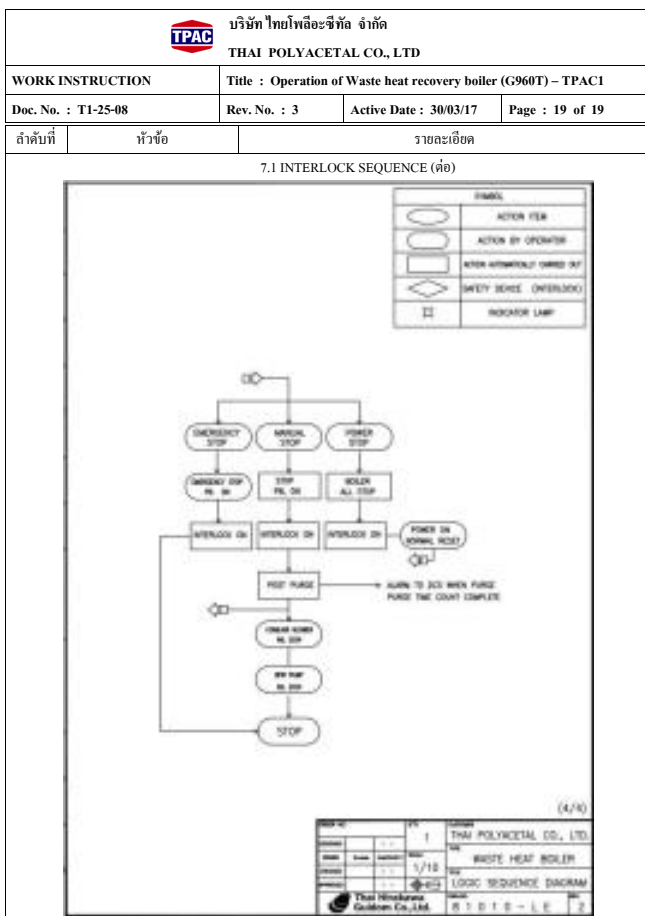 TPAC
บริษัท ไทยโพลีอะซีทัล จำกัด
THAI POLYACETAL CO., LTD
WORK INSTRUCTION
Title : Operation of Waste heat recovery boiler (G960T) – TPAC1
Doc. No. : T1-25-08
Rev. No. : 3
Active Date : 30/03/17
Page : 19 of 19
ลำดับที่
หัวข้อ
รายละเอียด
7.1 INTERLOCK SEQUENCE (ต่อ)
SYMBOL
ACTION ITEM
ACTION BY OPERATOR
ACTION AUTOMATICALLY CARRIED OUT
SAFETY DEVICE (INTERLOCK)
INDICATOR LAMP
EMERGENCY
STOP
MANUAL
STOP
POWER
STOP
EMERGENCY STOP
PB. ON
STOP
PB. ON
BOILER
ALL STOP
INTERLOCK ON
INTERLOCK ON
INTERLOCK ON
POWER ON
NORMAL RESET
POST PURGE
ALARM TO DCS WHEN PURGE
PURGE TIME COUNT COMPLETE
PUMP
STOP
(4/4)
1
THAI POLYACETAL CO., LTD.
WASTE HEAT BOILER
1/10
LOGIC SEQUENCE DIAGRAM
Thai Hirakawa
Guidom Co.,Ltd.
81010-LE
2